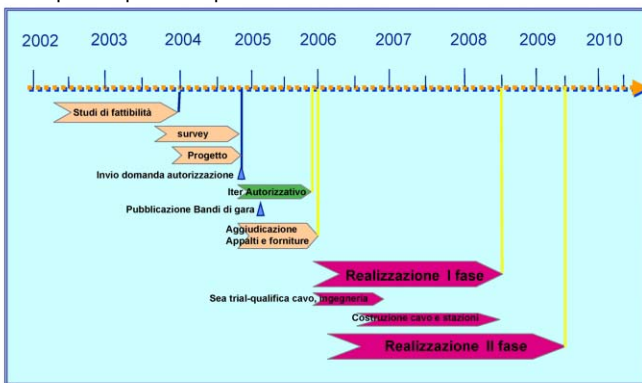 2002 2003 2004 2005 2006 2007 2008 2009 2010
Studi di fattibilità
survey
Progetto
Invio domanda autorizzazione
Iter Autorizzativo
Pubblicazione Bandi di gara
Aggiudicazione
Appalti e forniture
Realizzazione I fase
Sea trial-qualifica cavo, ingegneria
Costruzione cavo e stazioni
Realizzazione II fase